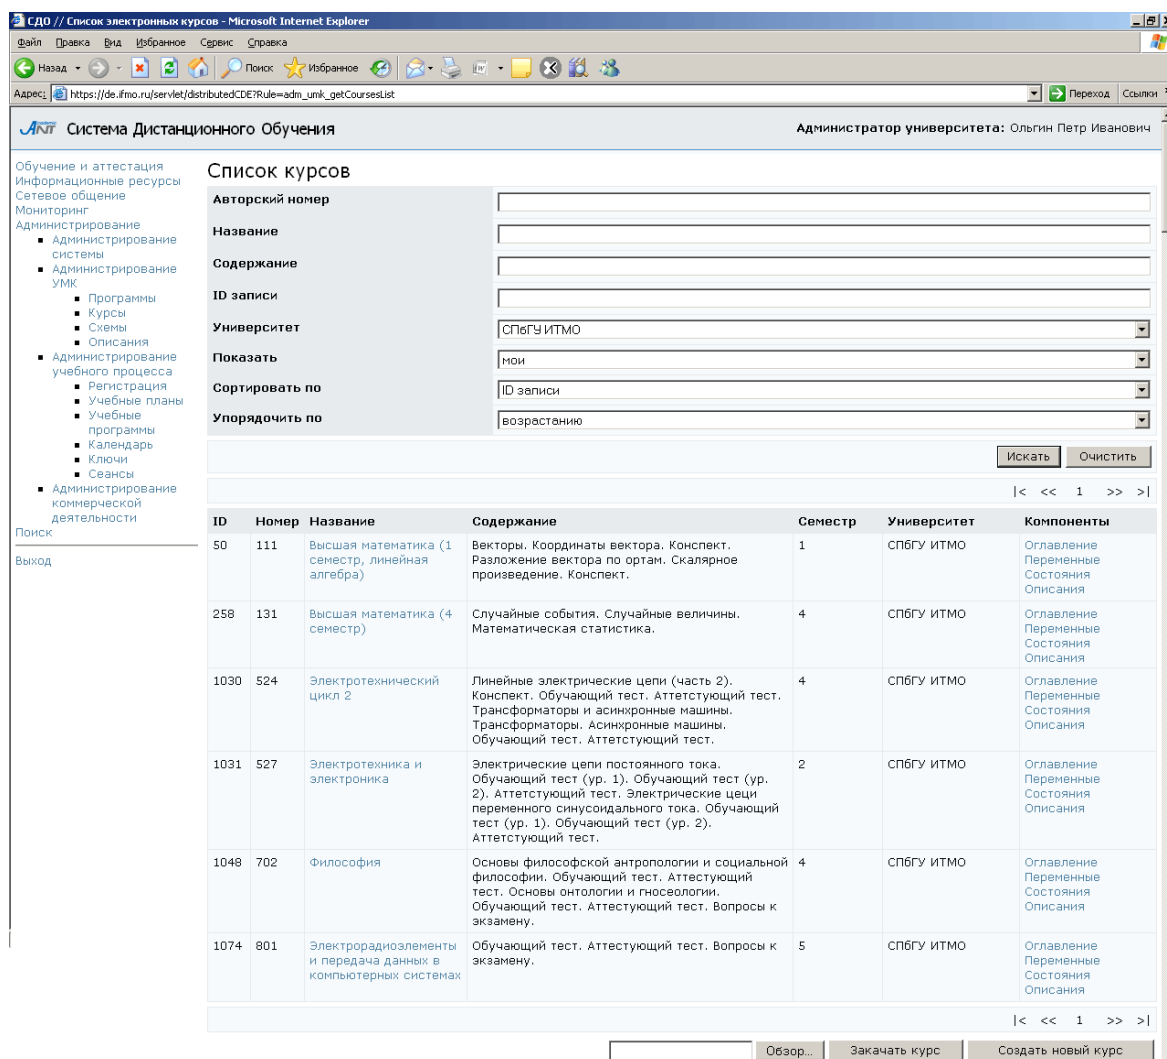 СДО // Список электронных курсов - Microsoft Internet Explorer
Файл Правка Вид Избранное Сервис Справка
Назад Поиск Избранное
Адрес: https://de.ifmo.ru/servlet/distributedCDE?Rule=adm_umk_getCoursesList Переход Ссылки
Система Дистанционного Обучения Администратор университета: Ольгин Петр Иванович
Обучение и аттестация
Информационные ресурсы
Сетевое общение
Мониторинг
Администрирование
Администрирование
системы
Администрирование
УМК
Программы
Курсы
Схемы
Описания
Администрирование
учебного процесса
Регистрация
Учебные планы
Учебные
программы
Календарь
Ключи
Сеансы
Администрирование
коммерческой
деятельности
Поиск
Выход
Список курсов
Авторский номер
Название
Содержание
ID записи
Университет СПбГУ ИТМО
Показать мои
Сортировать по ID записи
Упорядочить по возрастанию
Искать Очистить
|< << 1 >> >|
ID Номер Название Содержание Семестр Университет Компоненты
50 111 Высшая математика (1 Векторы. Координаты вектора. Конспект. 1 СПбГУ ИТМО Оглавление
семестр, линейная Разложение вектора по ортам. Скалярное Переменные
алгебра) произведение. Конспект. Состояния
Описания
258 131 Высшая математика (4 Случайные события. Случайные величины. 4 СПбГУ ИТМО Оглавление
семестр) Математическая статистика. Переменные
Состояния
Описания
1030 524 Электротехнический Линейные электрические цепи (часть 2). 4 СПбГУ ИТМО Оглавление
цикл 2 Конспект. Обучающий тест. Аттетстующий тест. Переменные
Трансформаторы и асинхронные машины. Состояния
Трансформаторы. Асинхронные машины. Описания
Обучающий тест. Аттетстующий тест.
1031 527 Электротехника и Электрические цепи постоянного тока. 2 СПбГУ ИТМО Оглавление
электроника Обучающий тест (ур. 1). Обучающий тест (ур. Переменные
2). Аттетстующий тест. Электрические цеци Состояния
переменного синусоидального тока. Обучающий Описания
тест (ур. 1). Обучающий тест (ур. 2).
Аттетстующий тест.
1048 702 Философия Основы философской антропологии и социальной 4 СПбГУ ИТМО Оглавление
философии. Обучающий тест. Аттестующий Переменные
тест. Основы онтологии и гносеологии. Состояния
Обучающий тест. Аттестующий тест. Вопросы к Описания
экзамену.
1074 801 Электрорадиоэлементы Обучающий тест. Аттестующий тест. Вопросы к 5 СПбГУ ИТМО Оглавление
и передача данных в экзамену. Переменные
компьютерных системах Состояния
Описания
|< << 1 >> >|
Обзор... Закачать курс Создать новый курс